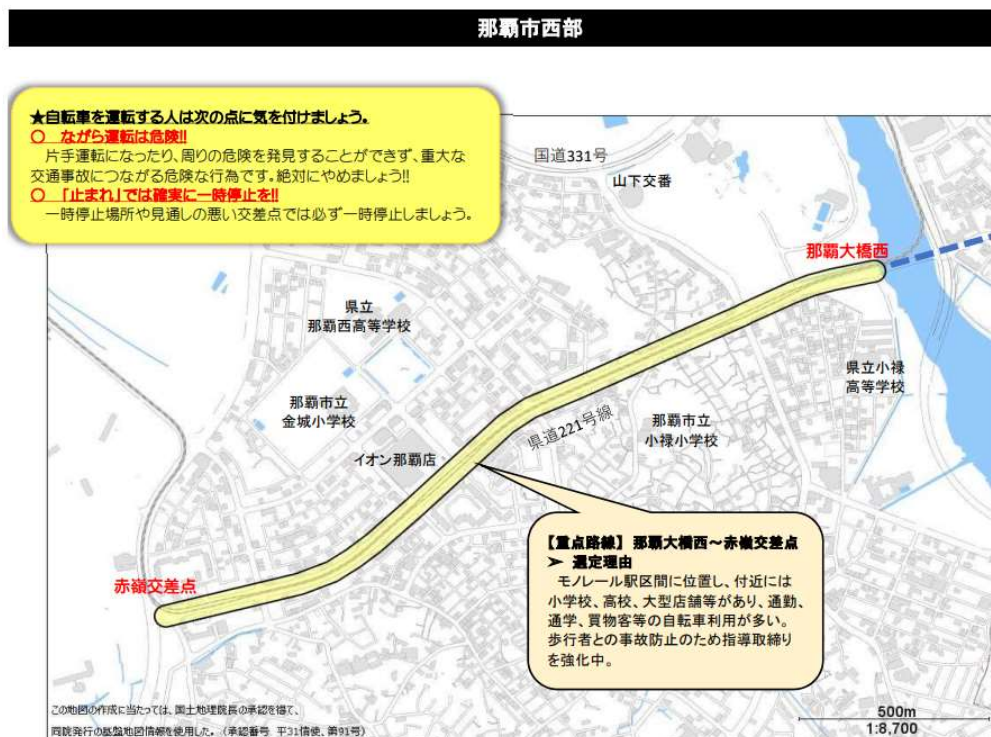 那覇市西部
★自転車を運転する人は次の点に気を付けましょう。
○ ながら運転は危険!!
片手運転になったり、周りの危険を発見することができず、重大な
交通事故につながる危険な行為です。絶対にやめましょう!!
○ 「止まれ」では確実に一時停止を!!
一時停止場所や見通しの悪い交差点では必ず一時停止しましょう。
国道331号
山下交番
那覇大橋西
県立
那覇西高等学校
県立小禄
高等学校
那覇市立
金城小学校
県道221号線
那覇市立
小禄小学校
イオン那覇店
【重点路線】 那覇大橋西~赤嶺交差点
➤ 選定理由
モノレール駅区間に位置し、付近には
小学校、高校、大型店舗等があり、通勤、
通学、買物客等の自転車利用が多い。
歩行者との事故防止のため指導取締り
を強化中。
赤嶺交差点
この地図の作成に当たっては、国土地理院長の承認を得て、
同院発行の基盤地図情報を使用した。(承認番号 平31情使、第91号)
500m
1:8,700